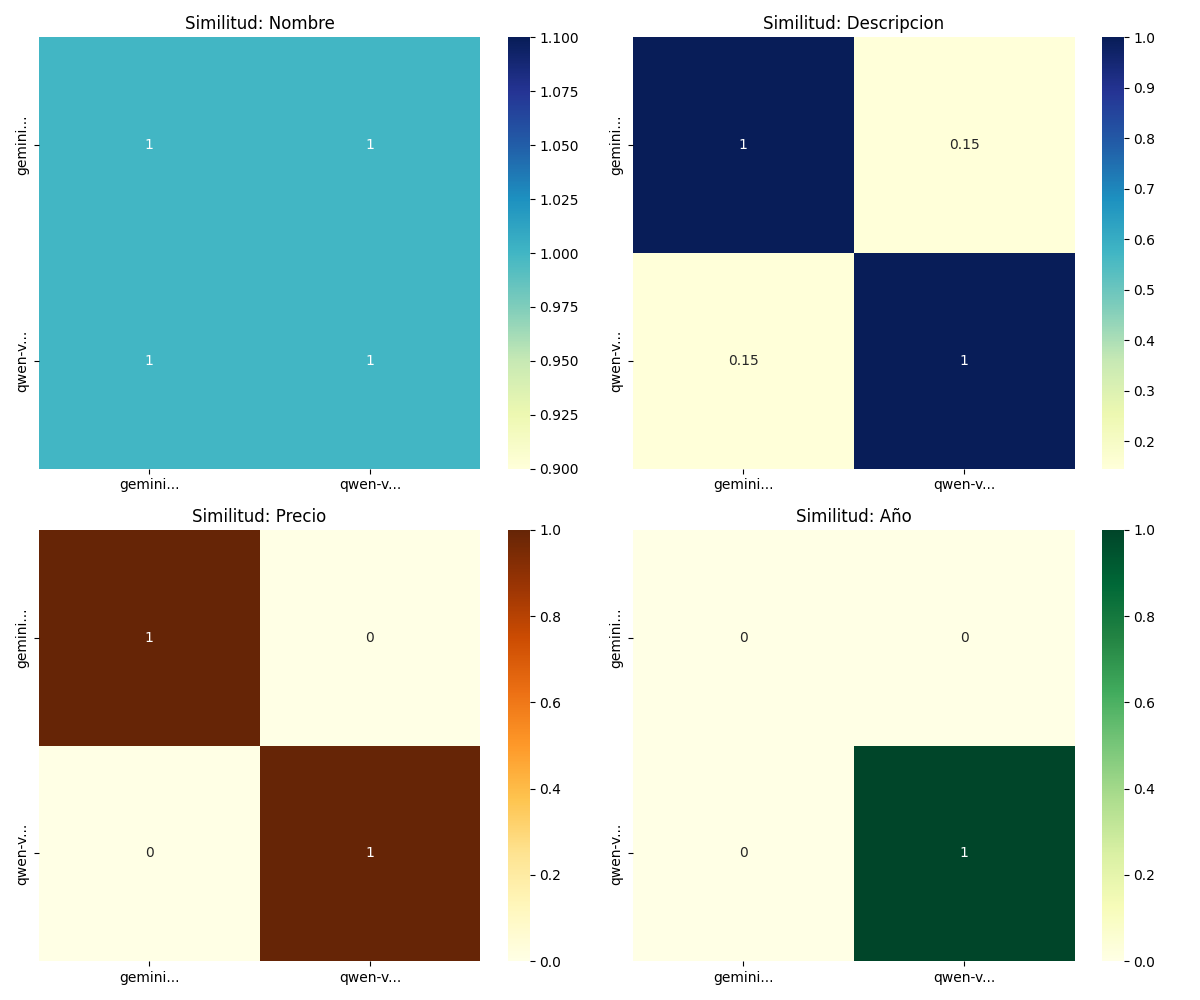 Similitud: Nombre
gemini...
qwen-v...
1 1
1 1
gemini... qwen-v...
1.100
1.075
1.050
1.025
1.000
0.975
0.950
0.925
0.900
Similitud: Descripcion
gemini...
qwen-v...
1 0.15
0.15 1
gemini... qwen-v...
1.0
0.9
0.8
0.7
0.6
0.5
0.4
0.3
0.2
Similitud: Precio
gemini...
qwen-v...
1 0
0 1
gemini... qwen-v...
1.0
0.8
0.6
0.4
0.2
0.0
Similitud: Año
gemini...
qwen-v...
0 0
0 1
gemini... qwen-v...
1.0
0.8
0.6
0.4
0.2
0.0